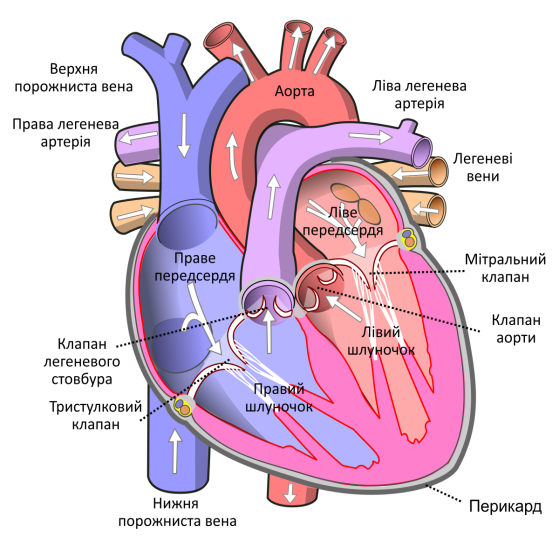 Верхня
порожниста вена
Права легенева
артерія
Аорта
Ліва легенева
артерія
Легеневі
вени
Ліве
передсердя
Праве
передсердя
Мітральний
клапан
Клапан
аорти
Лівий
шлуночок
Клапан
легеневого
стовбура
Правий
шлуночок
Тристулковий
клапан
Нижня
порожниста вена
Перикард